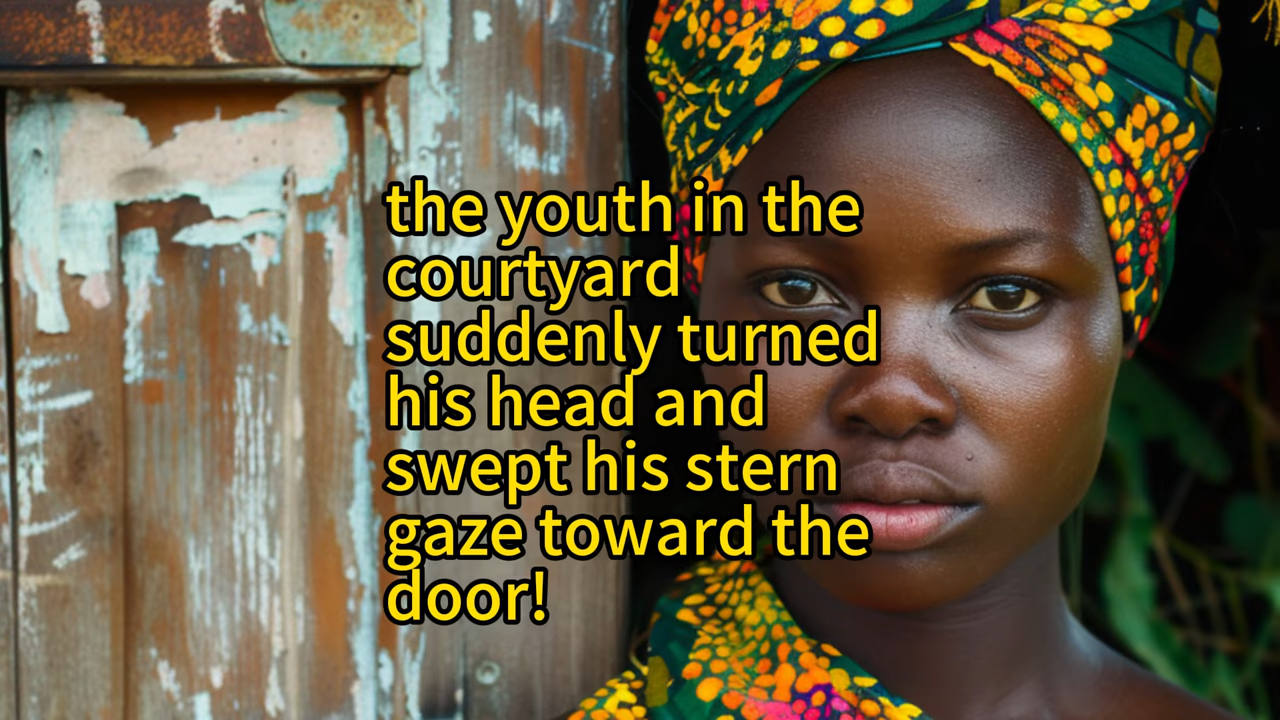 the youth in the
courtyard
suddenly turned
his head and
swept his stern
gaze toward the
door!